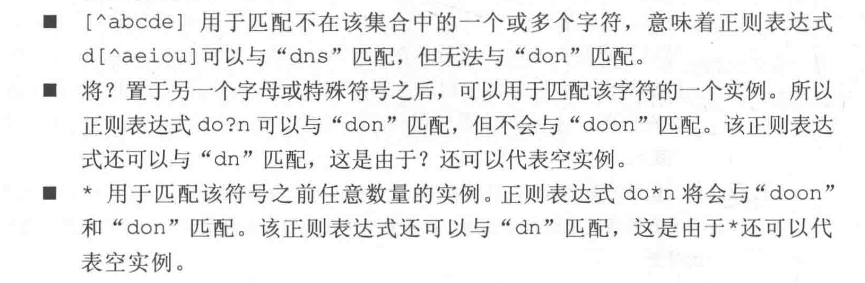 ■ [^abcde] 用于匹配不在该集合中的一个或多个字符，意味着正则表达式
d[^aeiou]可以与“dns”匹配，但无法与“don”匹配。
■ 将？置于另一个字母或特殊符号之后，可以用于匹配该字符的一个实例。所以
正则表达式 do?n 可以与“don”匹配，但不会与“doon”匹配。该正则表达
式还可以与“dn”匹配，这是由于？还可以代表空实例。
■ * 用于匹配该符号之前任意数量的实例。正则表达式 do*n 将会与“doon”
和“don”匹配。该正则表达式还可以与“dn”匹配，这是由于*还可以代
表空实例。